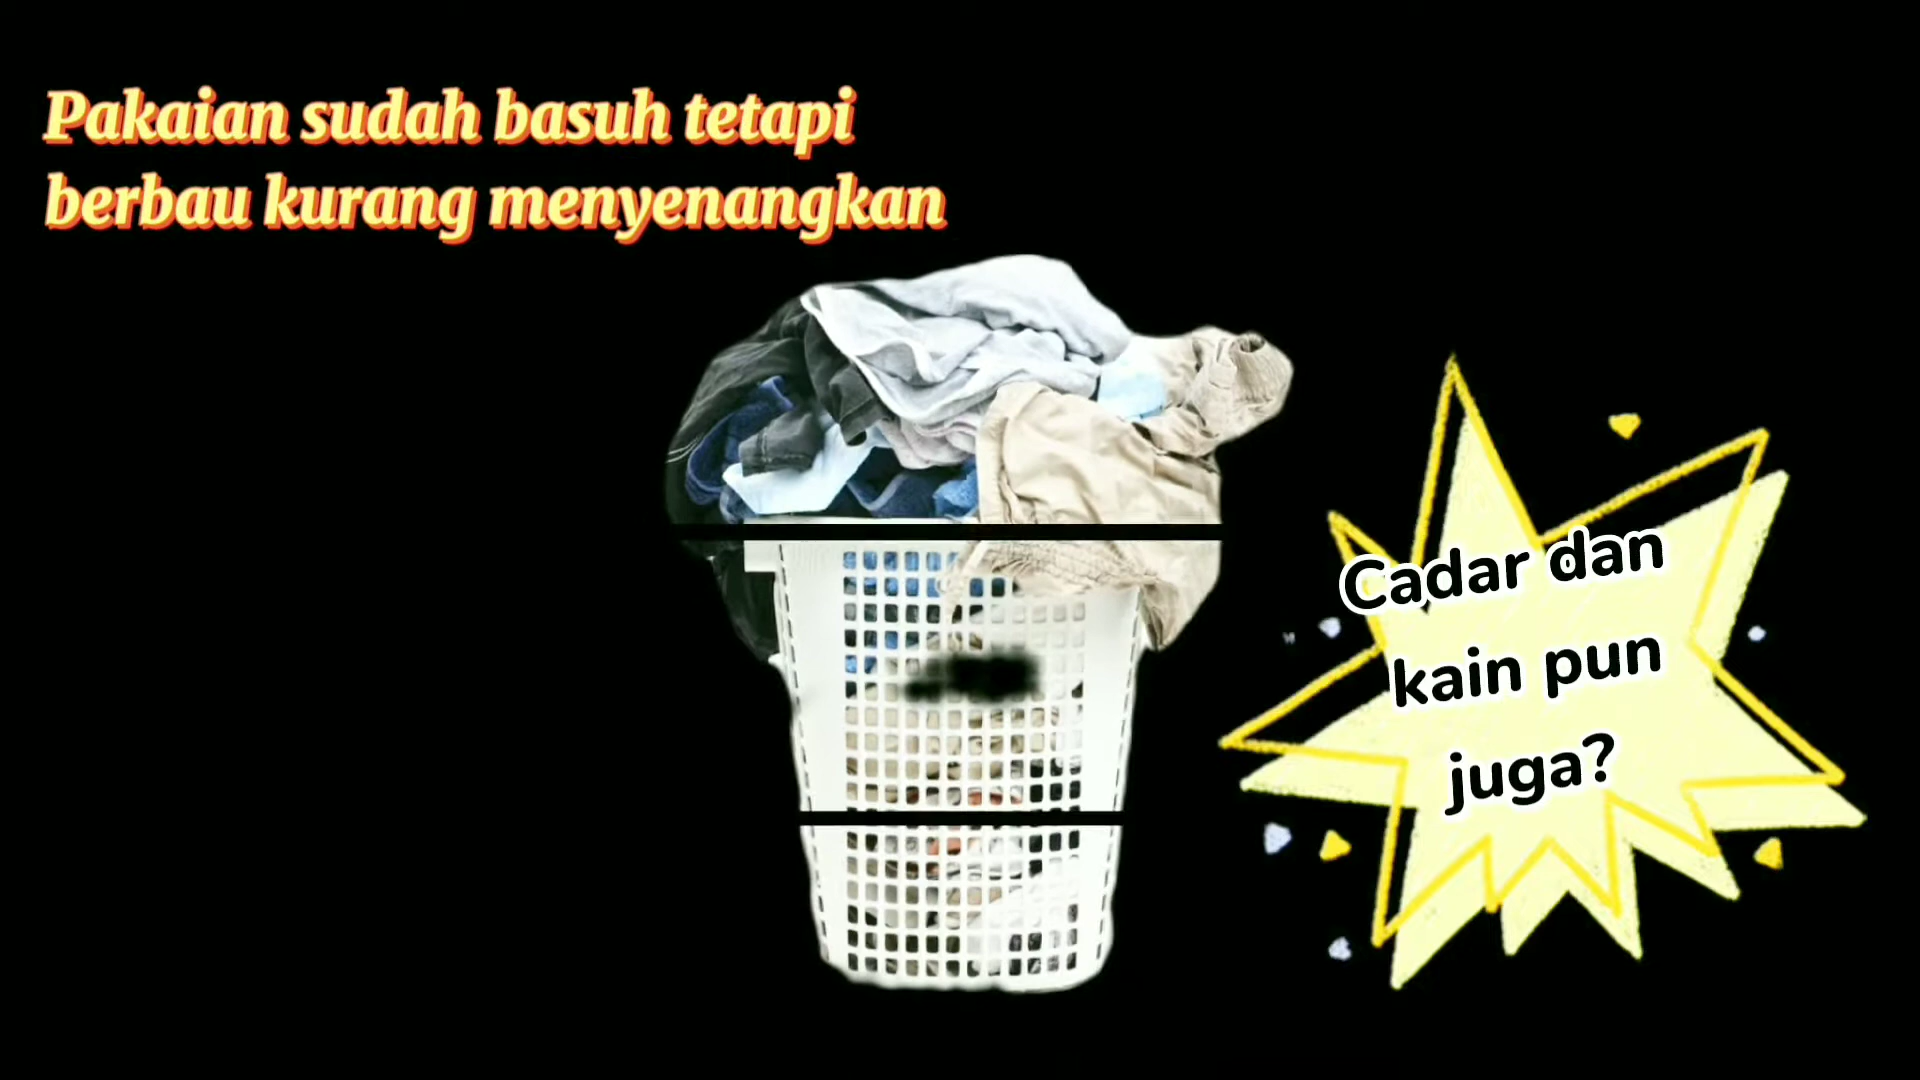 Pakaian sudah basuh tetapi
berbau kurang menyenangkan
Cadar dan
kain pun
juga?